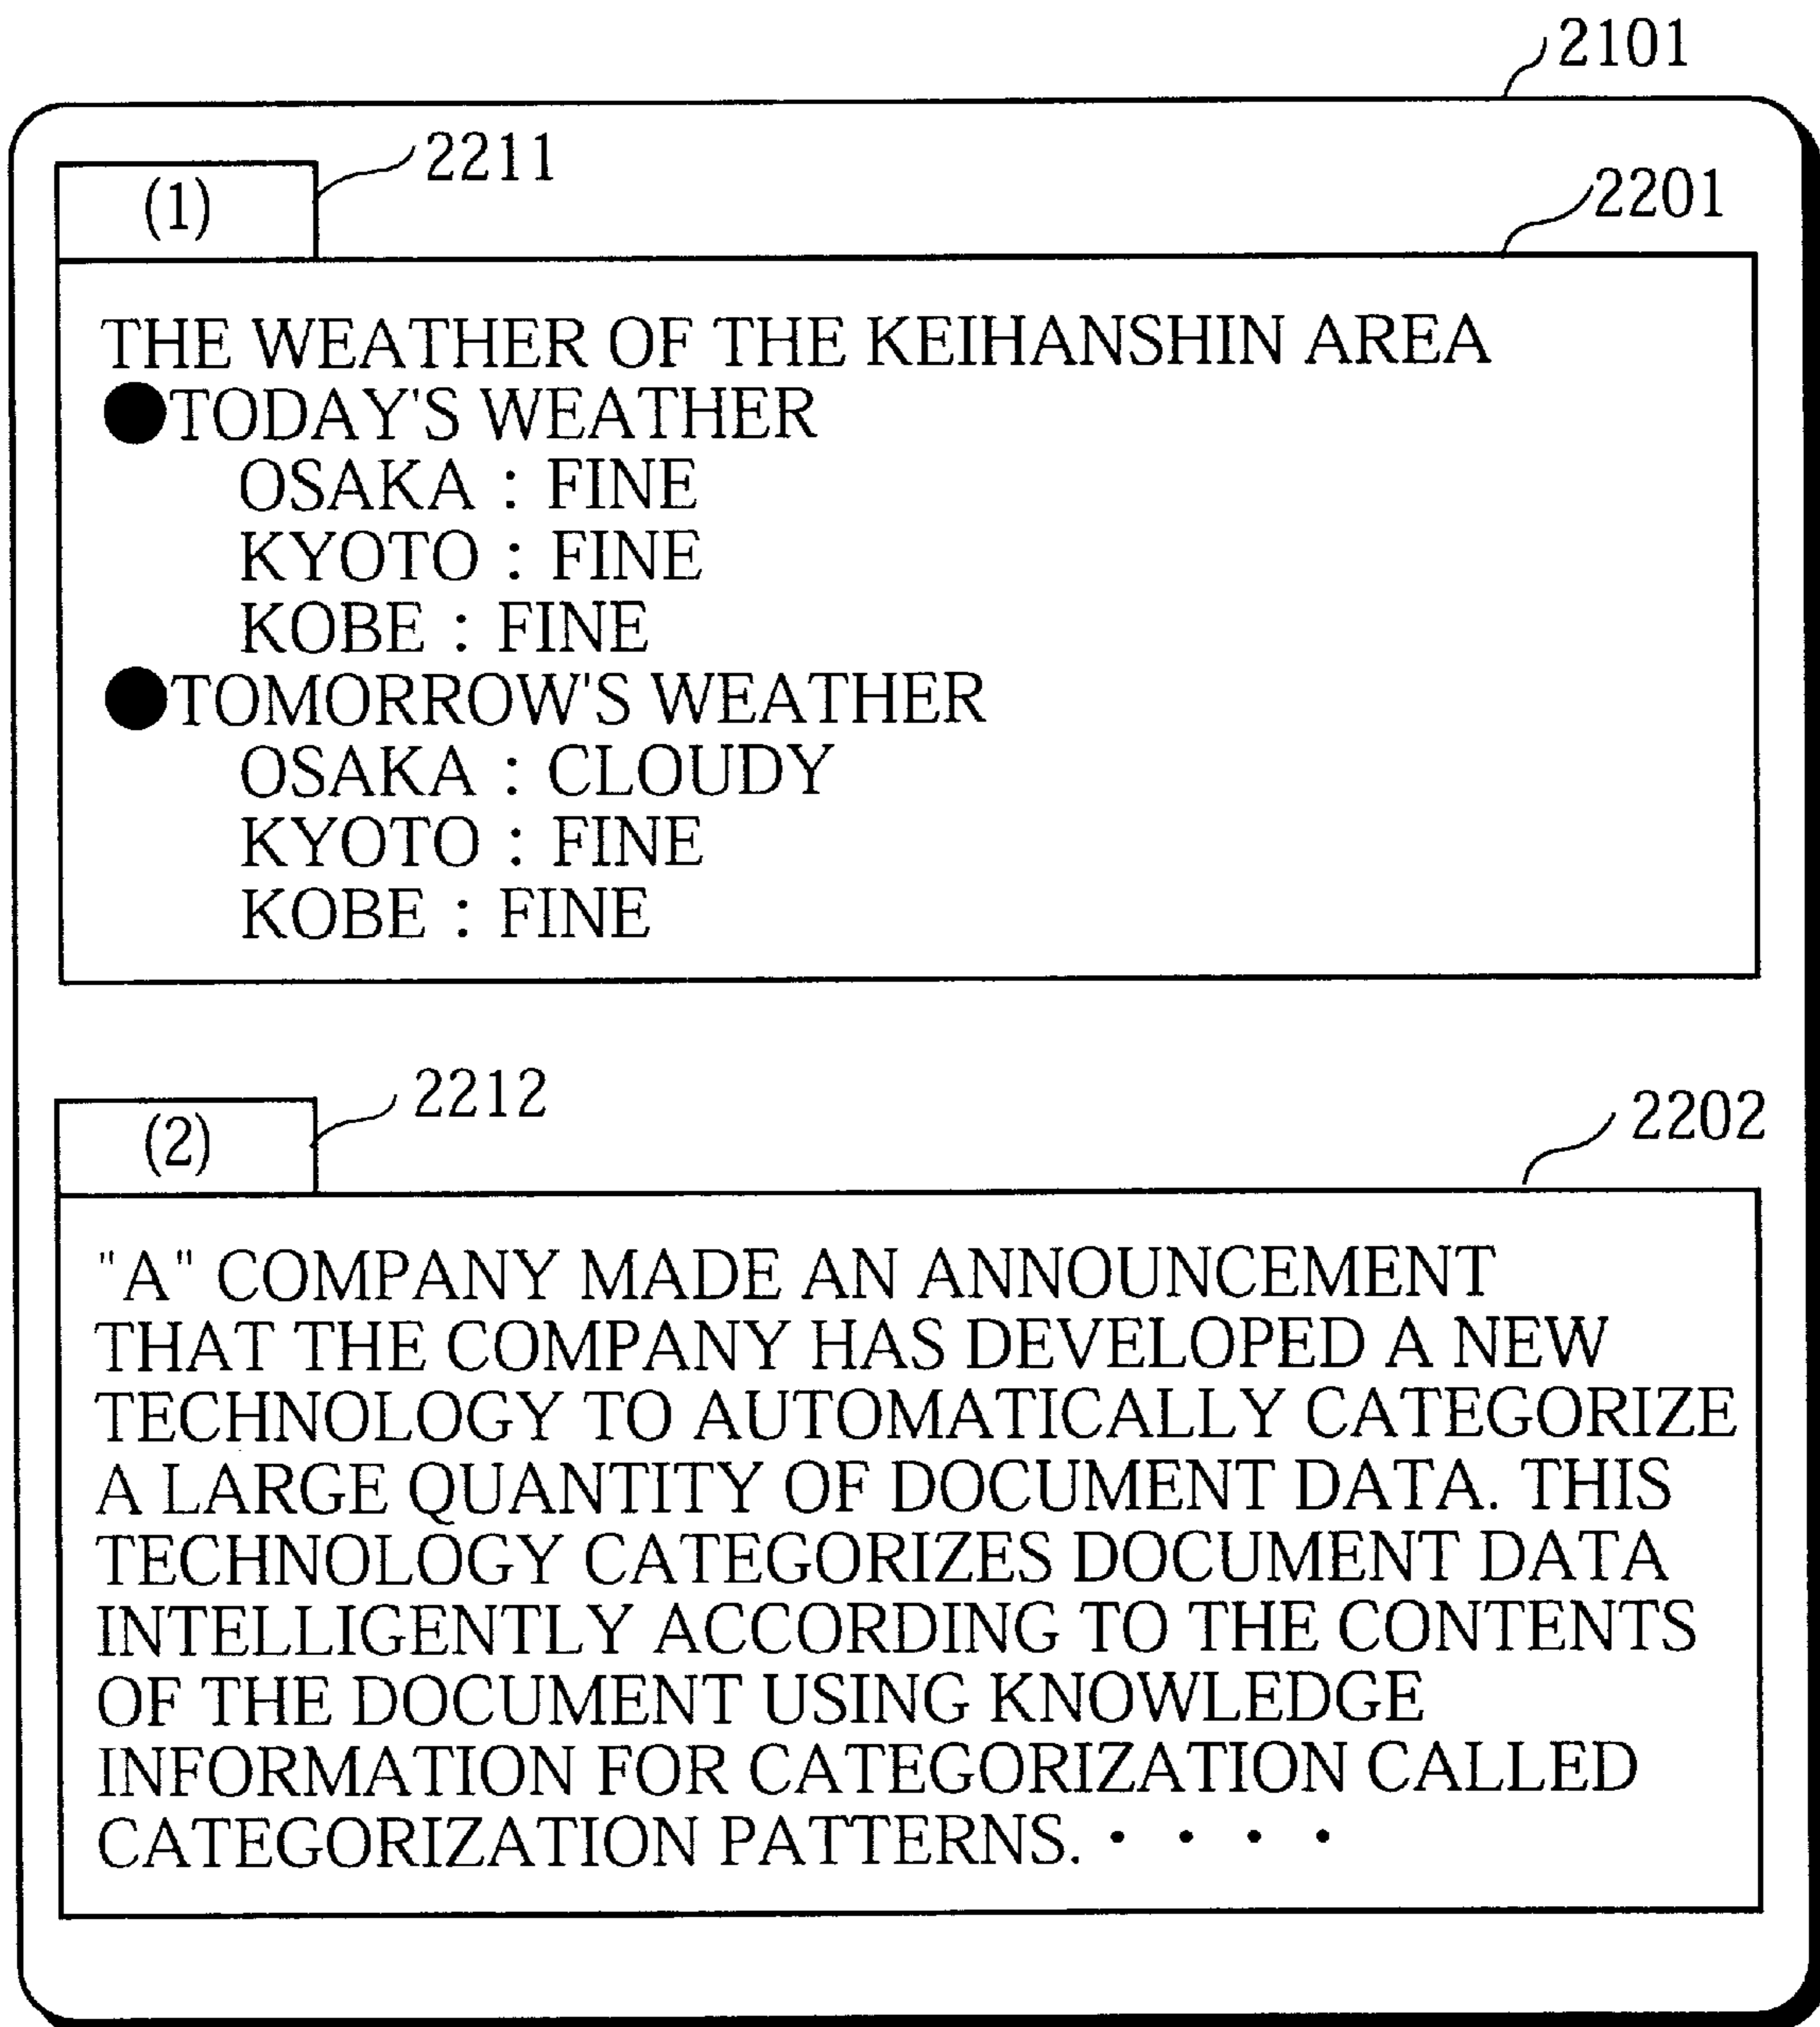 2101
2211
(1)
2201
THE WEATHER OF THE KEIHANSHIN AREA
●TODAY'S WEATHER
OSAKA : FINE
KYOTO : FINE
KOBE : FINE
●TOMORROW'S WEATHER
OSAKA : CLOUDY
KYOTO : FINE
KOBE : FINE
2212
(2)
2202
"A" COMPANY MADE AN ANNOUNCEMENT
THAT THE COMPANY HAS DEVELOPED A NEW
TECHNOLOGY TO AUTOMATICALLY CATEGORIZE
A LARGE QUANTITY OF DOCUMENT DATA. THIS
TECHNOLOGY CATEGORIZES DOCUMENT DATA
INTELLIGENTLY ACCORDING TO THE CONTENTS
OF THE DOCUMENT USING KNOWLEDGE
INFORMATION FOR CATEGORIZATION CALLED
CATEGORIZATION PATTERNS. • • • •